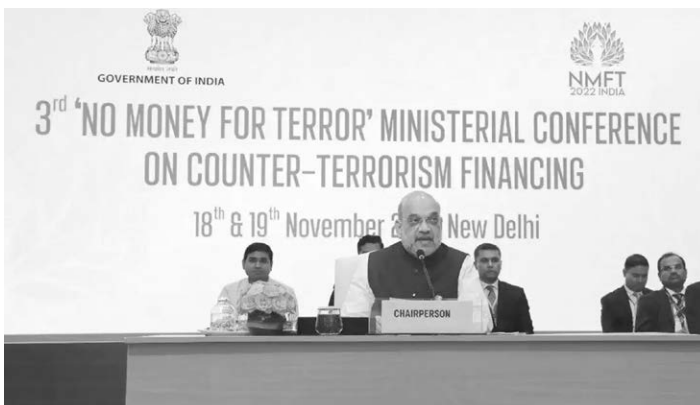 GOVERNMENT OF INDIA
NMFT
2022 INDIA
3rd ‘NO MONEY FOR TERROR’ MINISTERIAL CONFERENCE
ON COUNTER-TERRORISM FINANCING
18th & 19th November 2 New Delhi
CHAIRPERSON